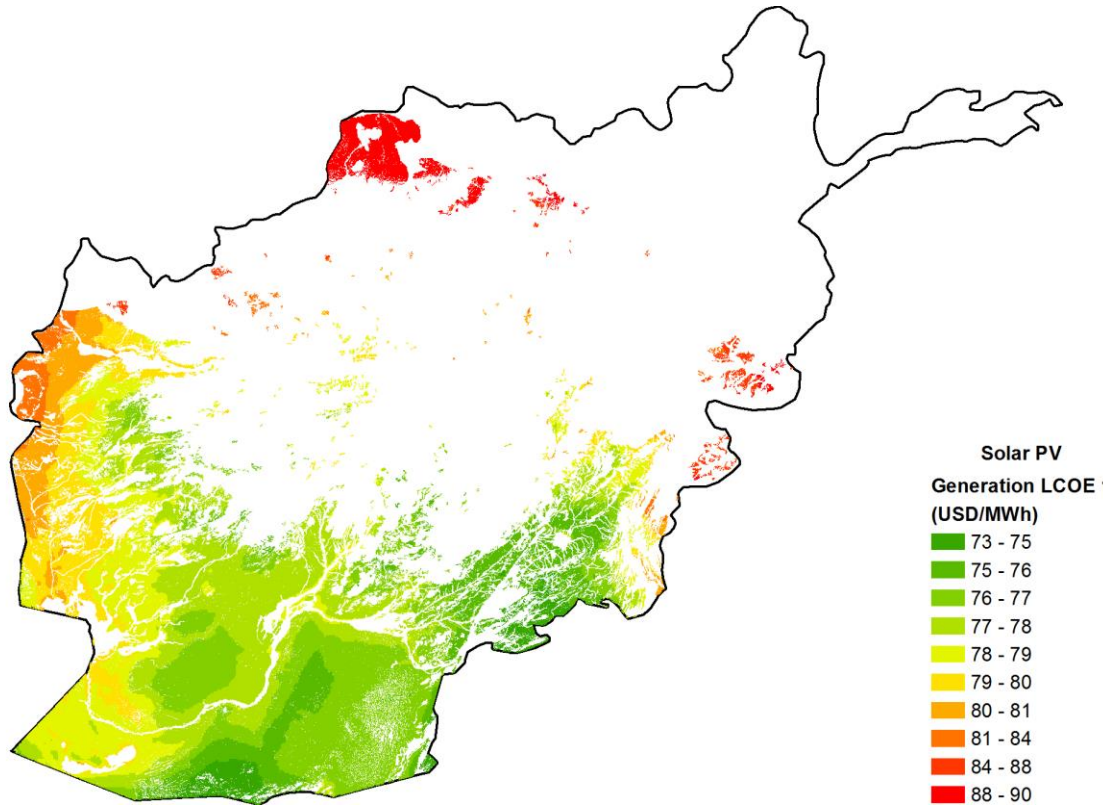 Solar PV
Generation LCOE
(USD/MWh)
73 - 75
75 - 76
76 - 77
77 - 78
78 - 79
79 - 80
80 - 81
81 - 84
84 - 88
88 - 90